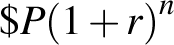 $P(1 + r)^n